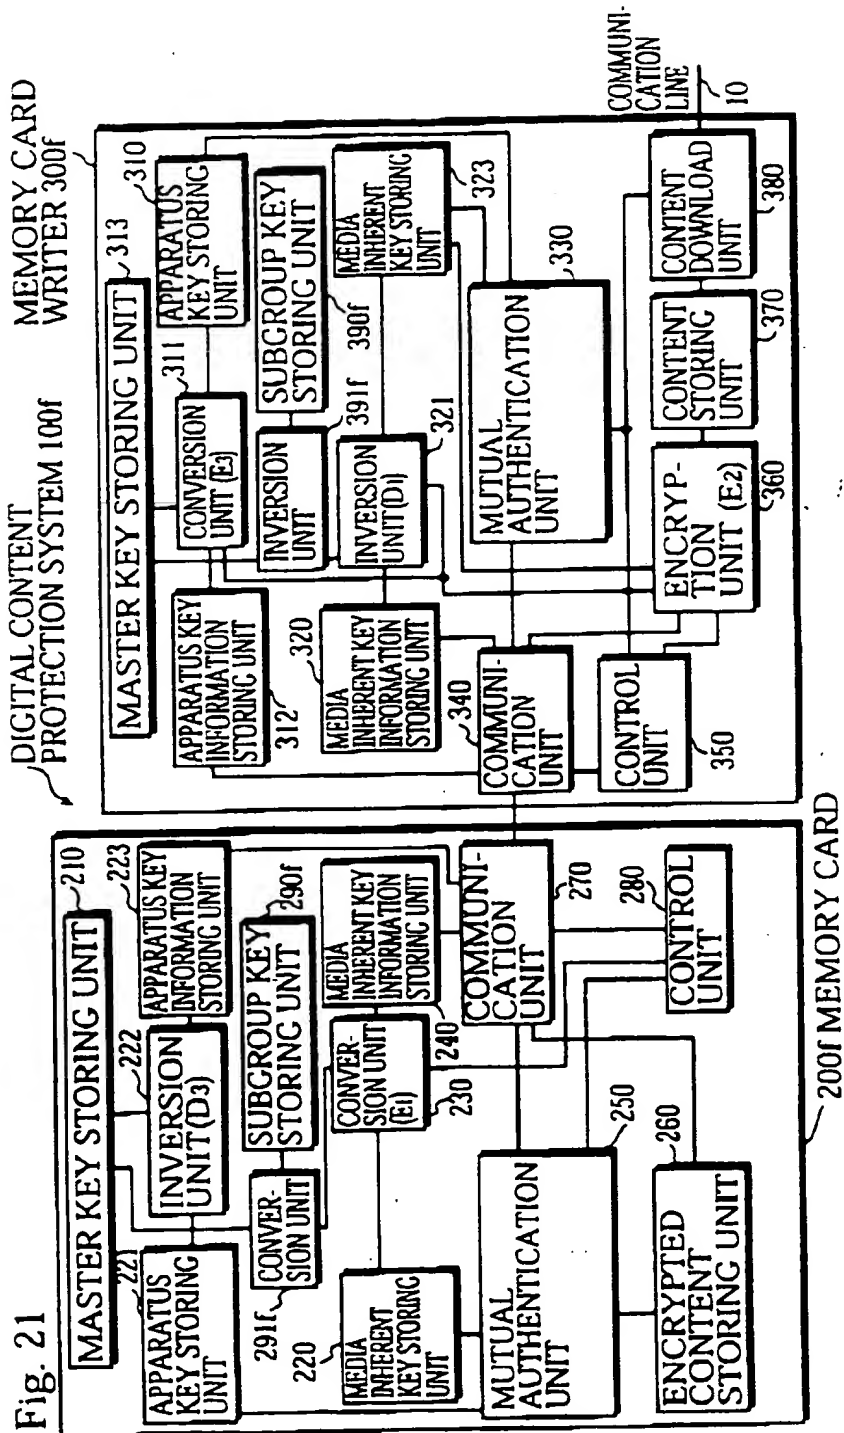 Fig. 21
DIGITAL CONTENT
PROTECTION SYSTEM 100f
MASTER KEY STORING UNIT
210
221
APPARATUS
KEY STORING
UNIT
222
INVERSION
UNIT(D3)
223
APPARATUS KEY
INFORMATION
STORING UNIT
291f
CONVER-
SION UNIT
290f
SUBGROUP KEY
STORING UNIT
220
MEDIA
INHERENT
KEY STORING
UNIT
CONVER-
SION UNIT
(E1)
230
MEDIA
INHERENT KEY
INFORMATION
STORING UNIT
240
MUTUAL
AUTHENTICATION
UNIT
250
COMMUNI-
CATION
UNIT
270
260
ENCRYPTED
CONTENT
STORING UNIT
280
CONTROL
UNIT
200f MEMORY CARD
MEMORY CARD
WRITER 300f
MASTER KEY STORING UNIT
313
APPARATUS KEY
INFORMATION
STORING UNIT
312
CONVERSION
UNIT (E3)
311
APPARATUS
KEY STORING
UNIT
310
INVERSION
UNIT
391f
SUBGROUP KEY
STORING UNIT
390f
320
MEDIA
INHERENT KEY
INFORMATION
STORING UNIT
INVERSION
UNIT(D1)
321
MEDIA
INHERENT
KEY STORING
UNIT
323
340
COMMUNI-
CATION
UNIT
MUTUAL
AUTHENTICATION
UNIT
330
CONTROL
UNIT
350
ENCRYP-
TION
UNIT (E2)
360
CONTENT
STORING
UNIT
370
CONTENT
DOWNLOAD
UNIT
380
COMMUNI-
CATION
LINE
10